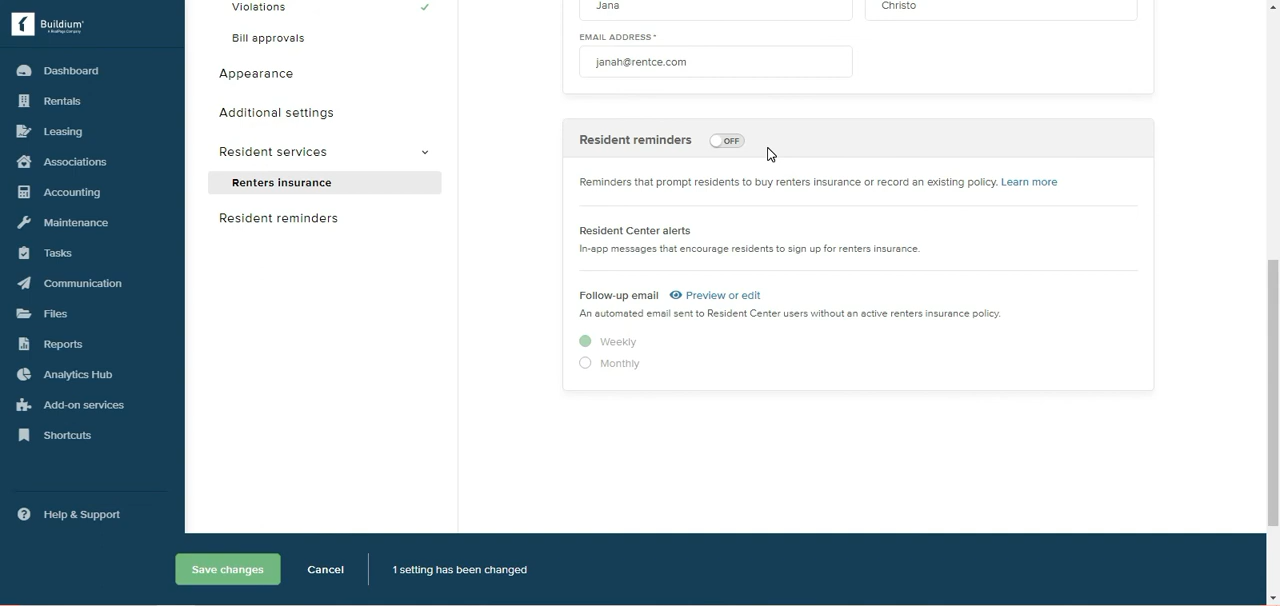 Buildium
A RealPage Company
Dashboard
Rentals
Leasing
Associations
Accounting
Maintenance
Tasks
Communication
Files
Reports
Analytics Hub
Add-on services
Shortcuts
Help & Support
Violations
Bill approvals
Appearance
Additional settings
Resident services
Renters insurance
Resident reminders
Jana
Christo
EMAIL ADDRESS*
janah@rentce.com
Resident reminders OFF
Reminders that prompt residents to buy renters insurance or record an existing policy. Learn more
Resident Center alerts
In-app messages that encourage residents to sign up for renters insurance.
Follow-up email Preview or edit
An automated email sent to Resident Center users without an active renters insurance policy.
Weekly
Monthly
Save changes
Cancel
1 setting has been changed